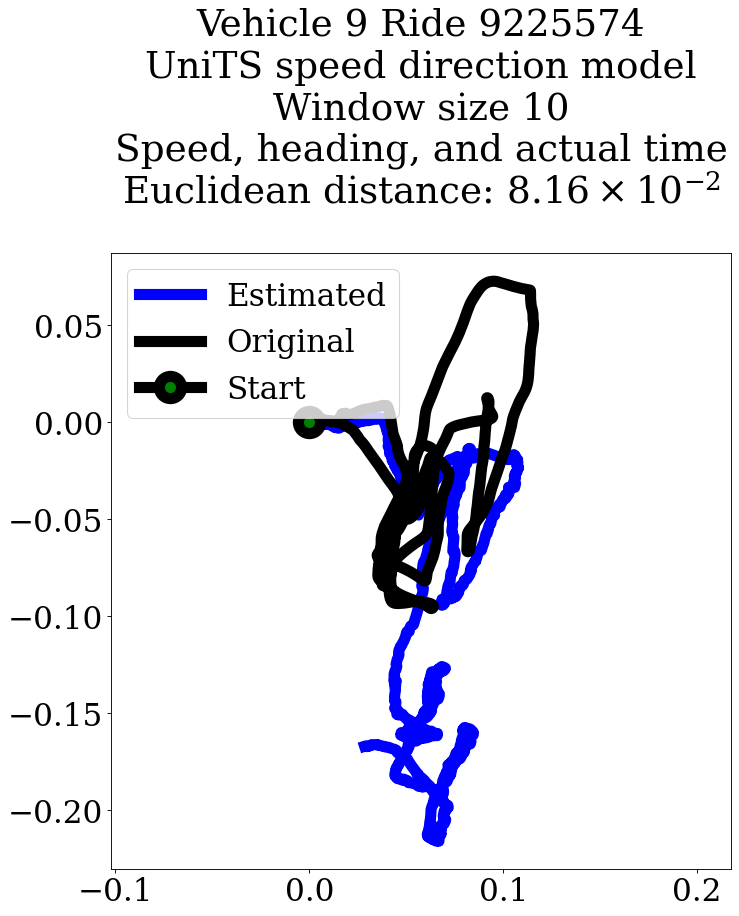 Vehicle 9 Ride 9225574
UniTS speed direction model
Window size 10
Speed, heading, and actual time
Euclidean distance: 8.16 × 10⁻²
Estimated
Original
Start
0.05
0.00
−0.05
−0.10
−0.15
−0.20
−0.1
0.0
0.1
0.2